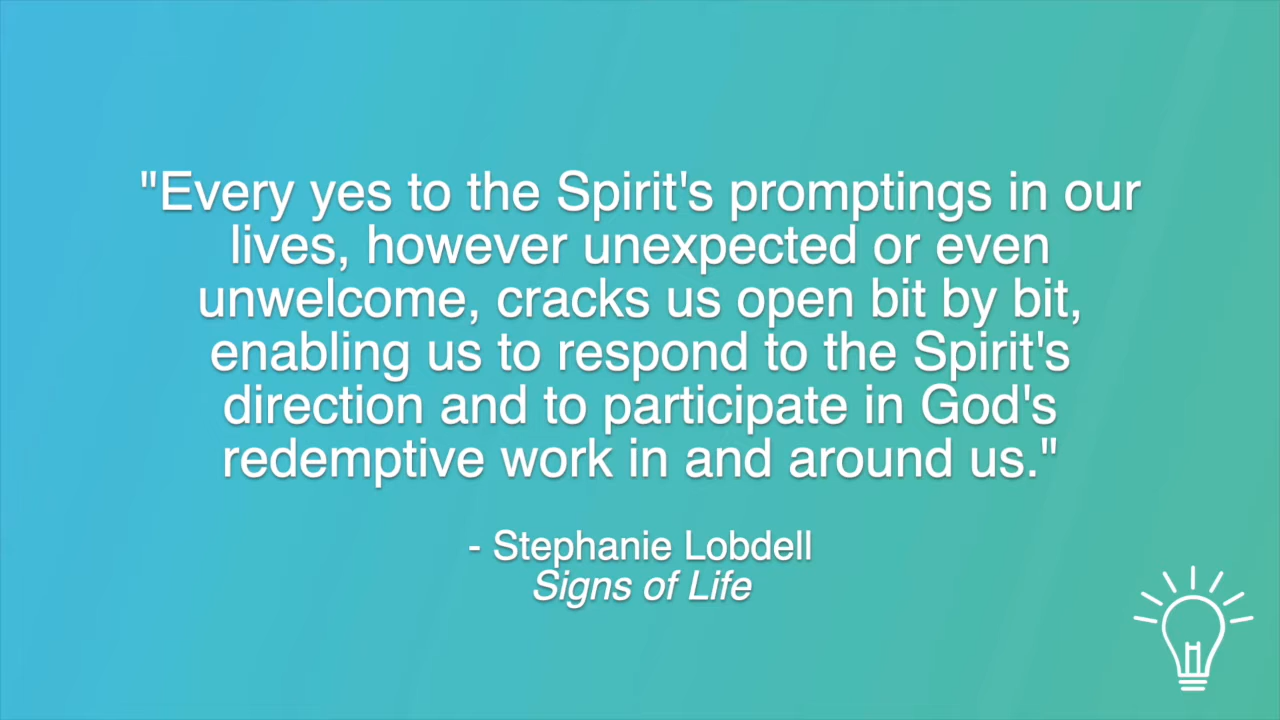 "Every yes to the Spirit's promptings in our
lives, however unexpected or even
unwelcome, cracks us open bit by bit,
enabling us to respond to the Spirit's
direction and to participate in God's
redemptive work in and around us."
- Stephanie Lobdell
Signs of Life